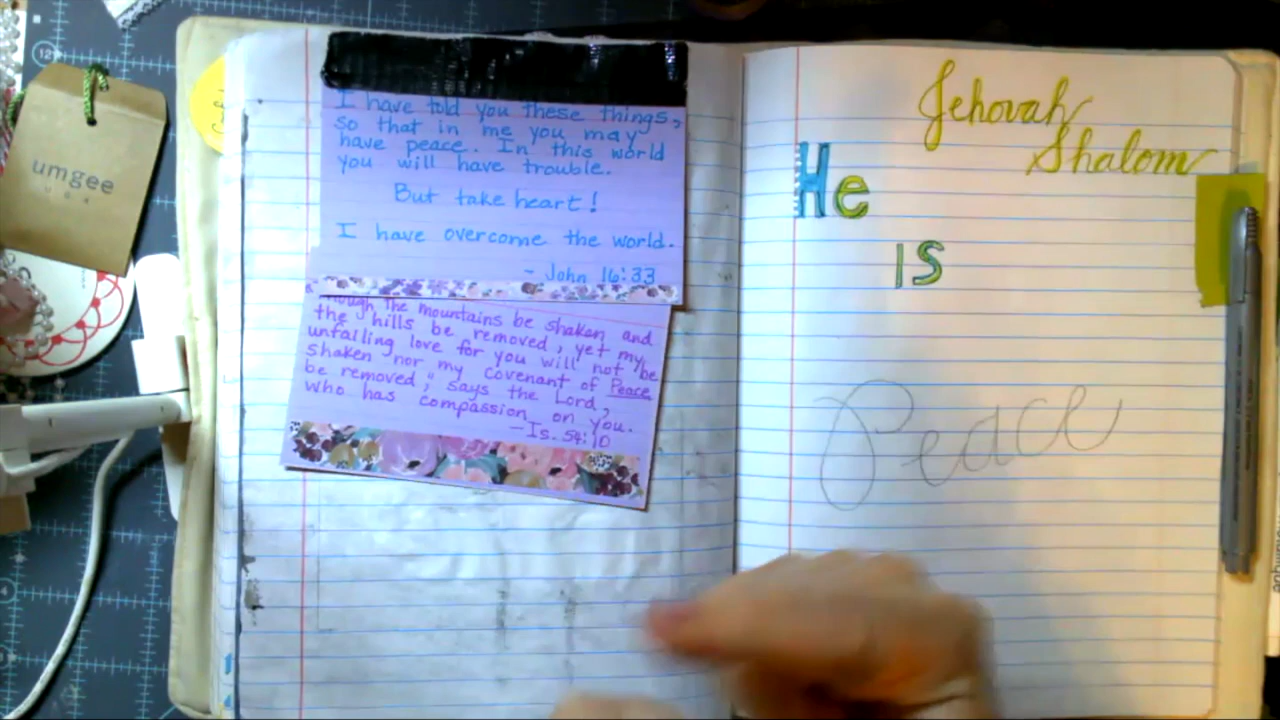 umgee
USA
I have told you these things,
so that in me you may
have peace. In this world
you will have trouble.
But take heart!
I have overcome the world.
- John 16:33
the mountains be shaken and
the hills be removed, yet my
unfailing love for you will not be
shaken nor my covenant of Peace
be removed," says the Lord,
who has compassion on you.
-Is. 54:10
Jehovah
Shalom
He
is
Peace
12